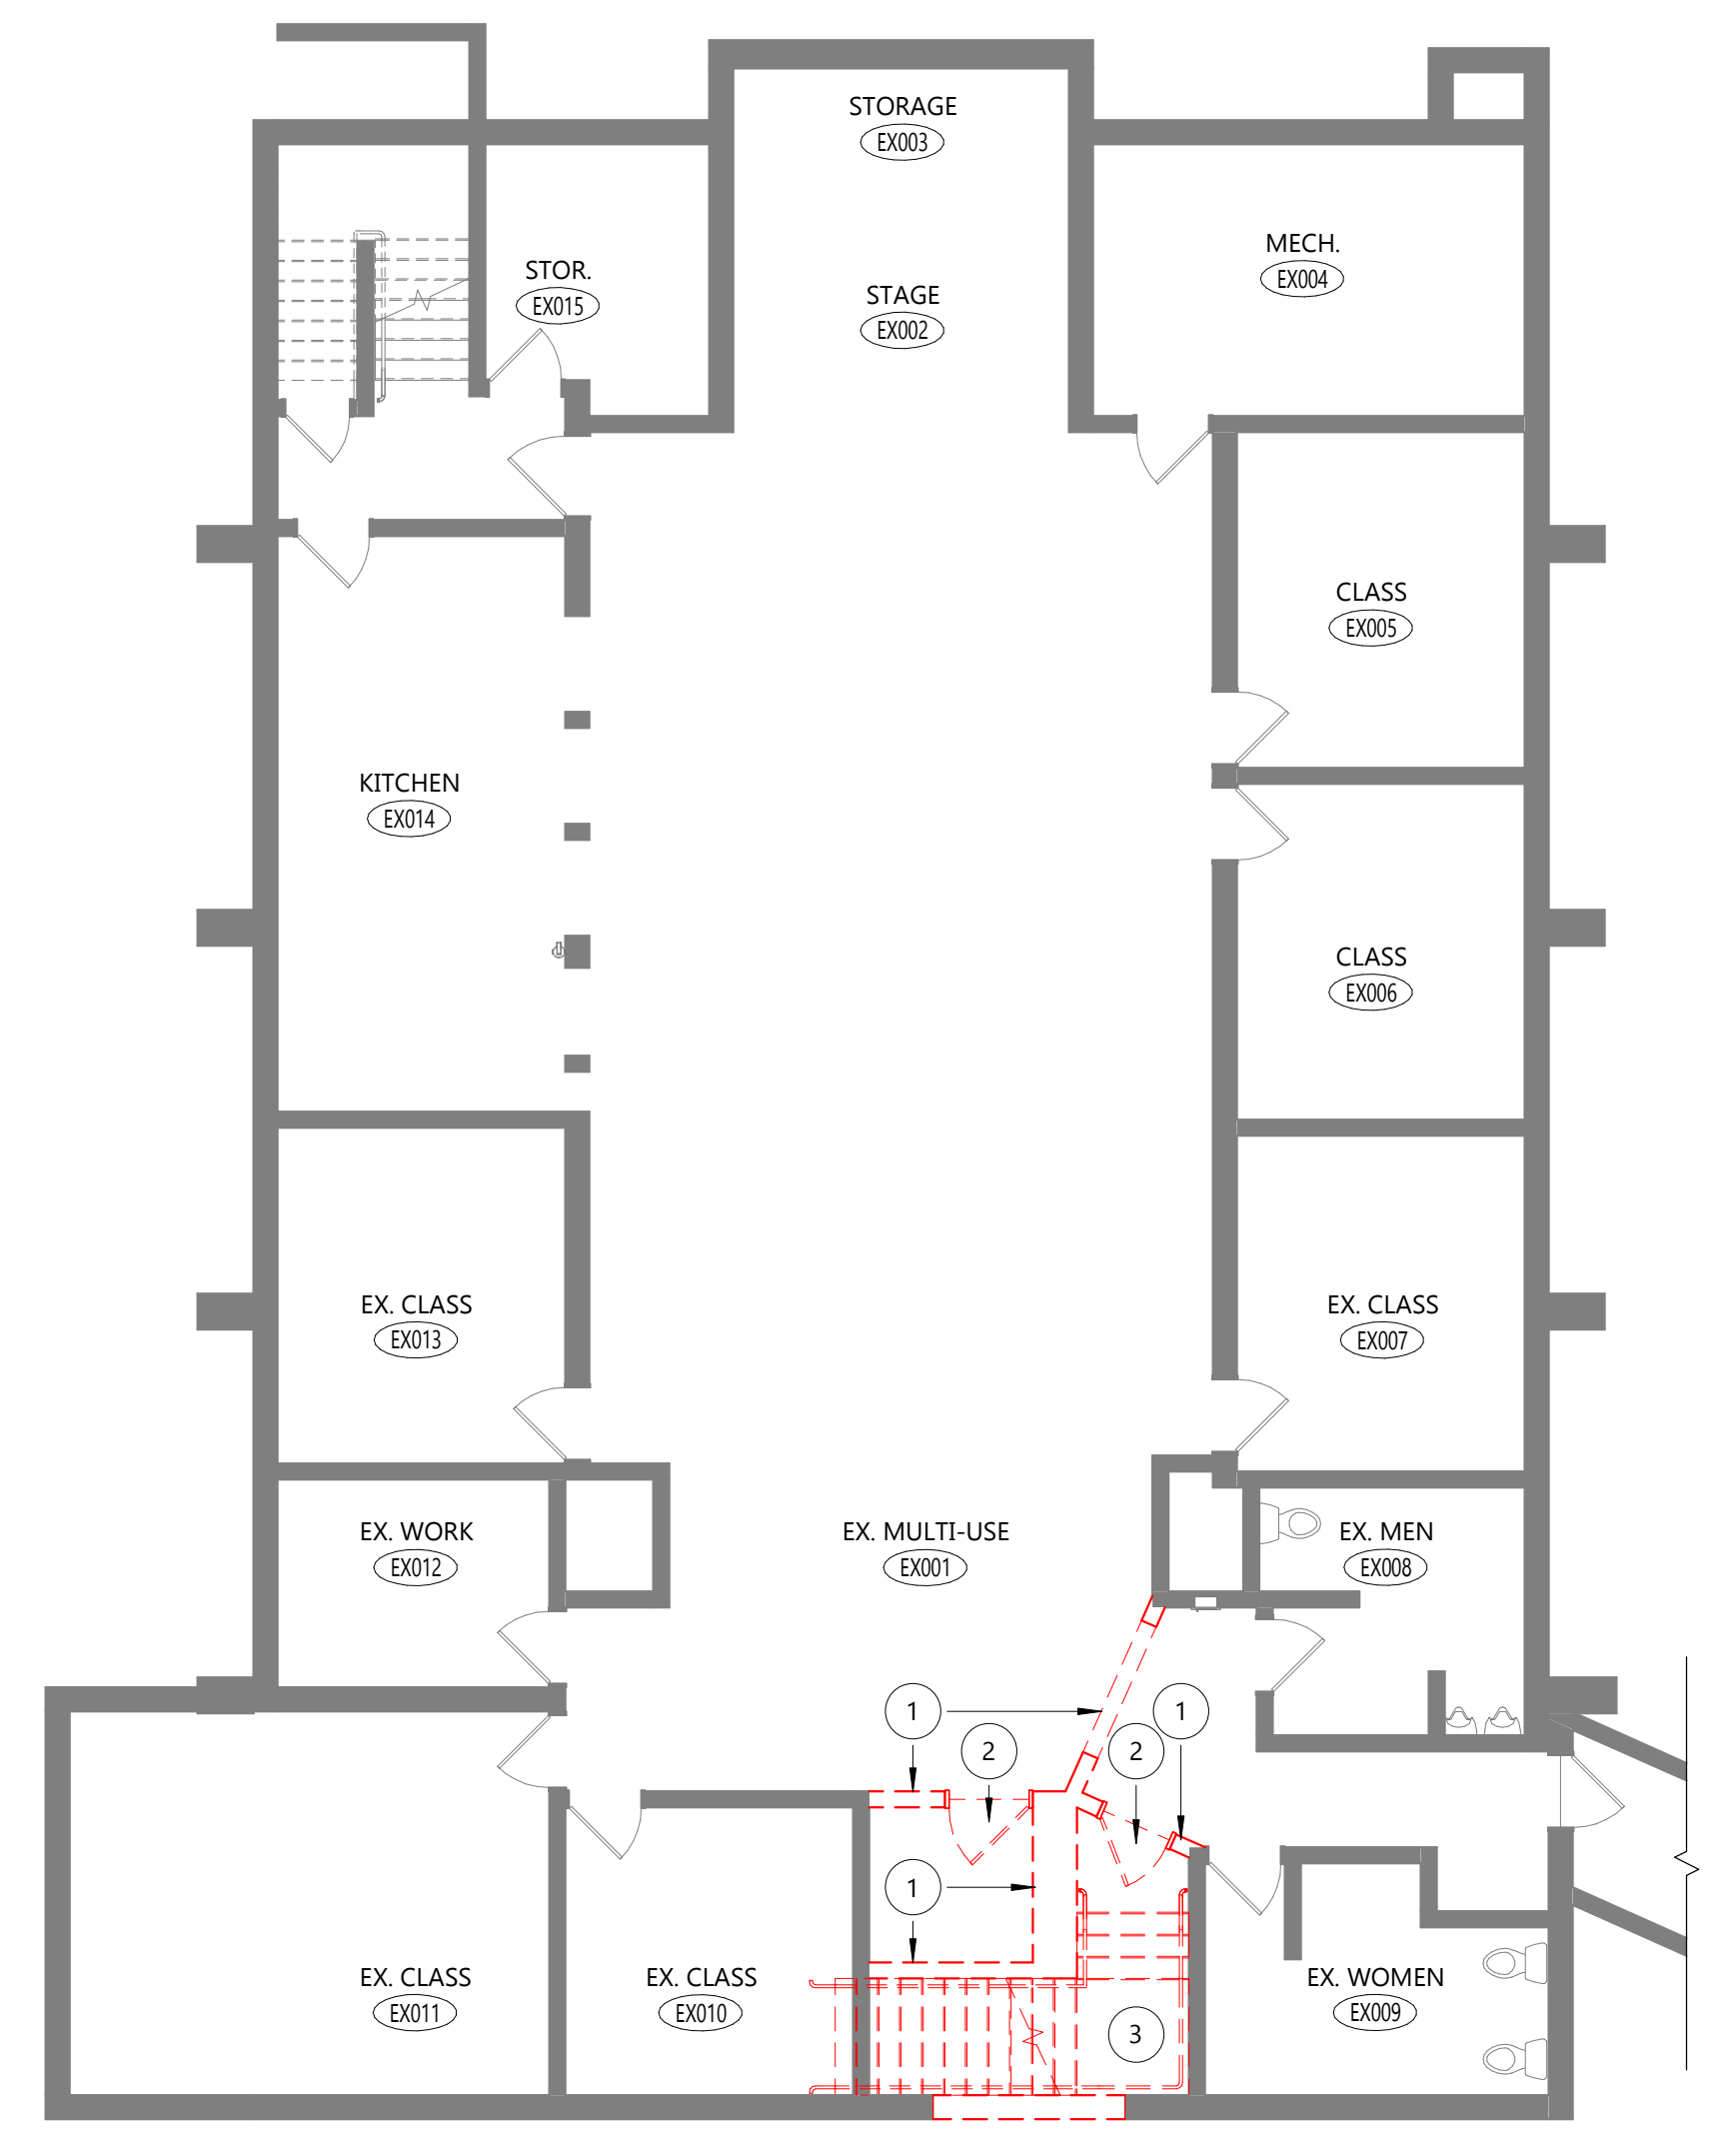 STORAGE
EX003
MECH.
EX004
STOR.
EX015
STAGE
EX002
CLASS
EX005
KITCHEN
EX014
CLASS
EX006
EX. CLASS
EX013
EX. CLASS
EX007
EX. WORK
EX012
EX. MULTI-USE
EX001
EX. MEN
EX008
1
1
2
2
1
EX. CLASS
EX011
EX. CLASS
EX010
EX. WOMEN
EX009
3